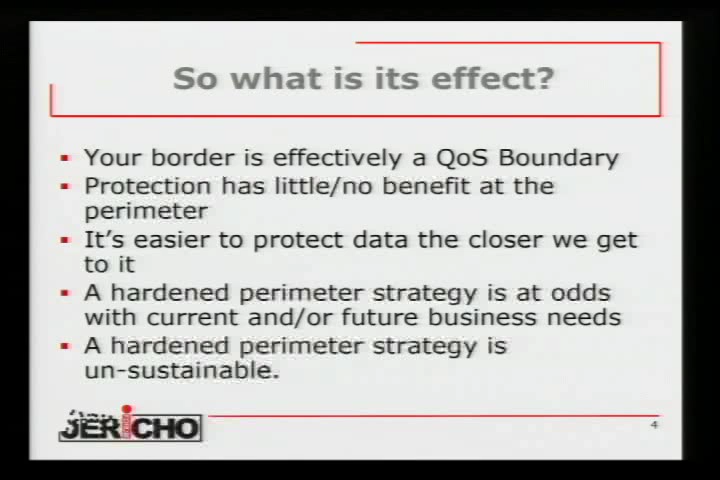 So what is its effect?
Your border is effectively a QoS Boundary
Protection has little/no benefit at the
perimeter
It's easier to protect data the closer we get
to it
A hardened perimeter strategy is at odds
with current and/or future business needs
A hardened perimeter strategy is
un-sustainable.
JERiCHO
4